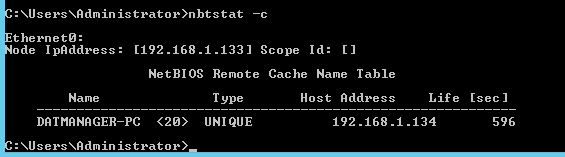 C:\Users\Administrator>nbtstat -c
Ethernet0:
Node IpAddress: [192.168.1.133] Scope Id: []
NetBIOS Remote Cache Name Table
Name Type Host Address Life [sec]
------------------------------------------------------------
DATMANAGER-PC <20> UNIQUE 192.168.1.134 596
C:\Users\Administrator>_